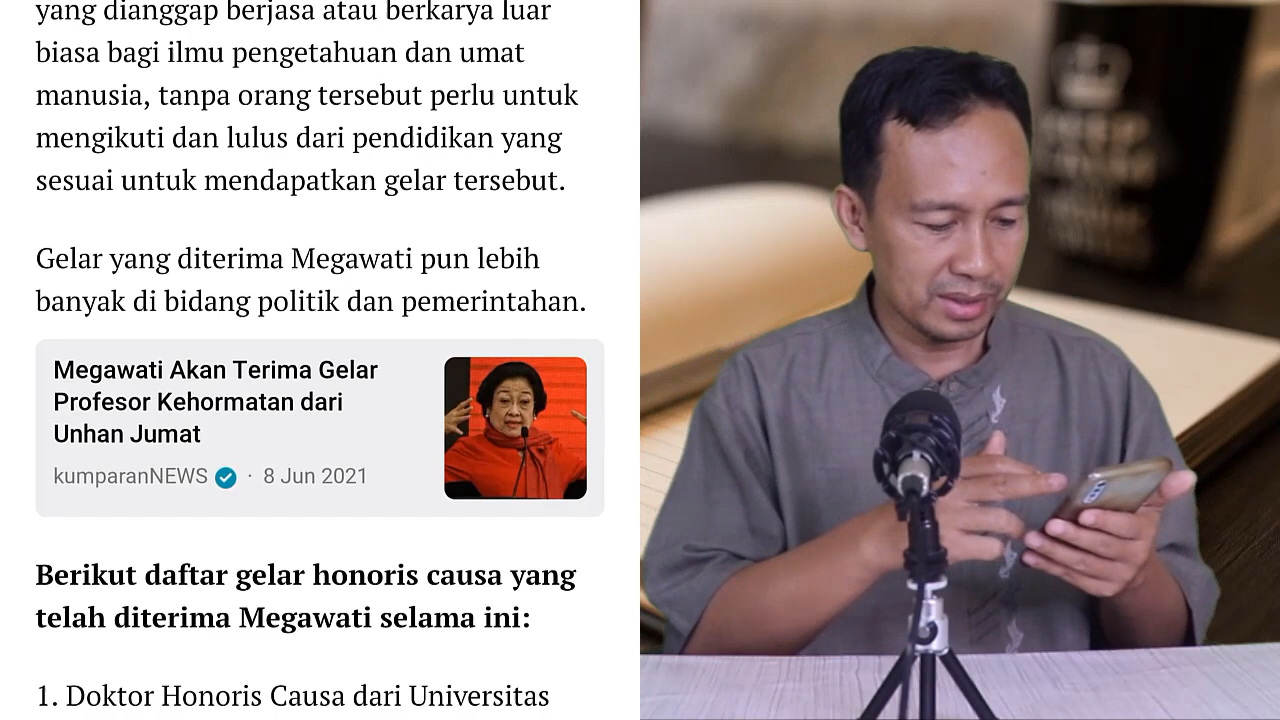 yang dianggap berjasa atau berkarya luar
biasa bagi ilmu pengetahuan dan umat
manusia, tanpa orang tersebut perlu untuk
mengikuti dan lulus dari pendidikan yang
sesuai untuk mendapatkan gelar tersebut.
Gelar yang diterima Megawati pun lebih
banyak di bidang politik dan pemerintahan.
Megawati Akan Terima Gelar
Profesor Kehormatan dari
Unhan Jumat
kumparanNEWS · 8 Jun 2021
Berikut daftar gelar honoris causa yang
telah diterima Megawati selama ini:
1. Doktor Honoris Causa dari Universitas